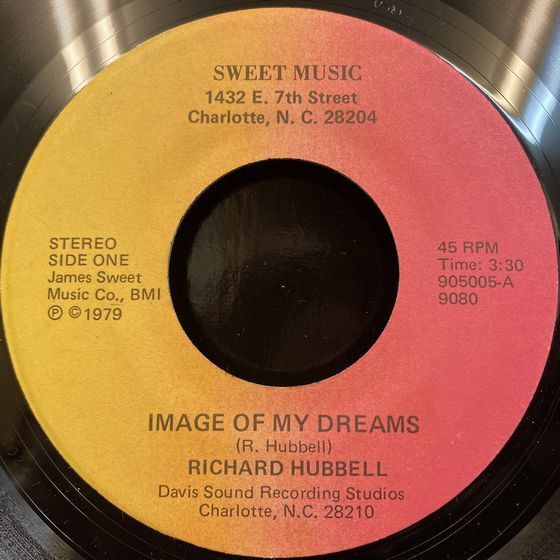 SWEET MUSIC
1432 E. 7th Street
Charlotte, N. C. 28204
STEREO
SIDE ONE
James Sweet
Music Co., BMI
℗ © 1979
45 RPM
Time: 3:30
905005-A
9080
IMAGE OF MY DREAMS
(R. Hubbell)
RICHARD HUBBELL
Davis Sound Recording Studios
Charlotte, N.C. 28210